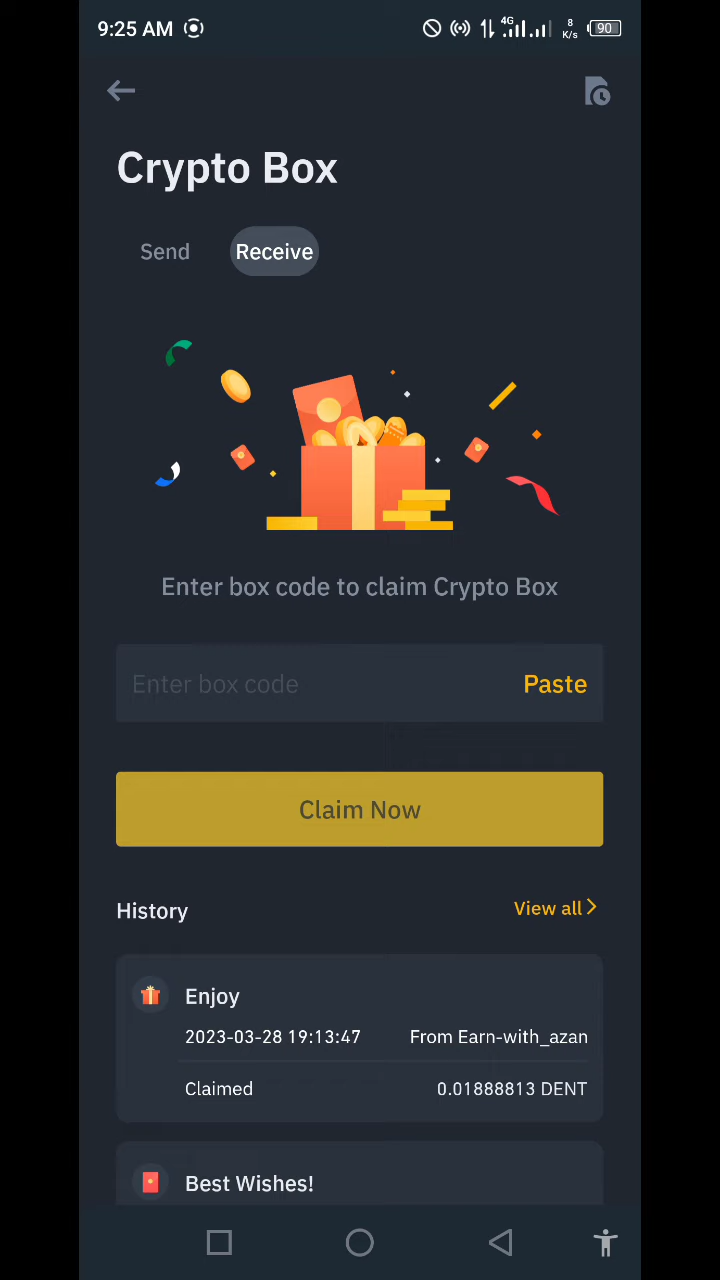 9:25 AM 4G 8 K/s 90
Crypto Box
Send Receive
Enter box code to claim Crypto Box
Enter box code Paste
Claim Now
History View all
Enjoy
2023-03-28 19:13:47 From Earn-with_azan
Claimed 0.01888813 DENT
Best Wishes!